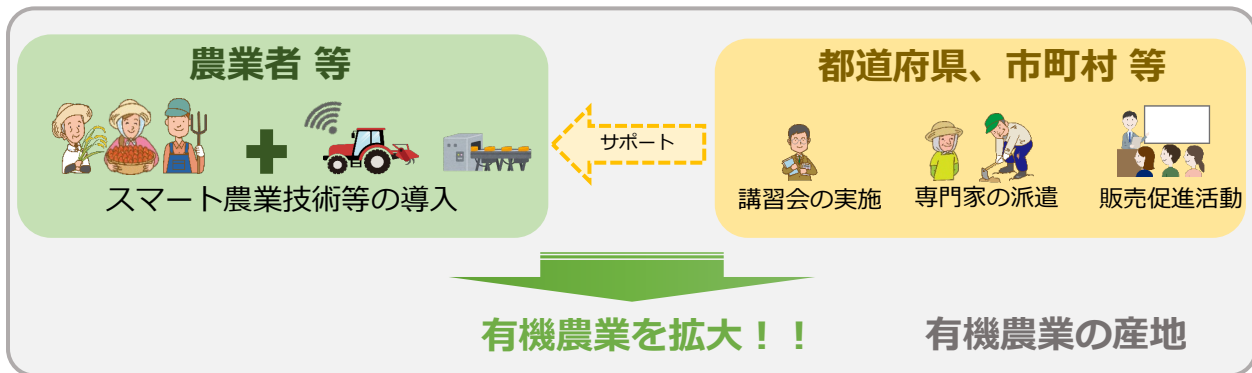 農業者 等
スマート農業技術等の導入
サポート
都道府県、市町村 等
講習会の実施
専門家の派遣
販売促進活動
有機農業を拡大！！
有機農業の産地